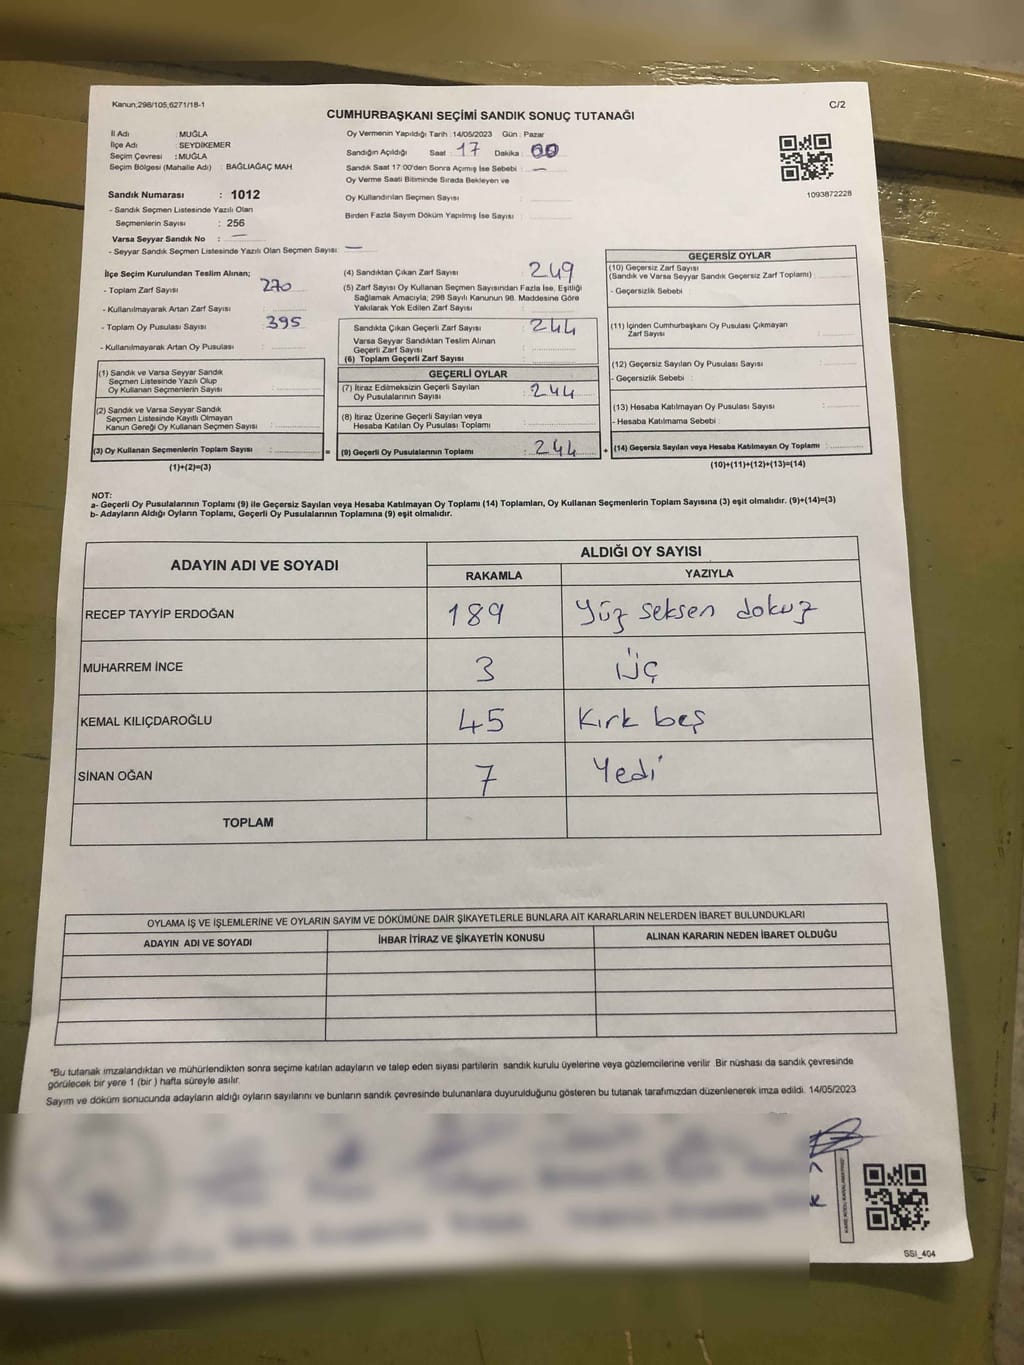 Kanun;298/105;6271/18-1
C/2
CUMHURBAŞKANI SEÇİMİ SANDIK SONUÇ TUTANAĞI
İl Adı : MUĞLA
İlçe Adı : SEYDİKEMER
Seçim Çevresi : MUĞLA
Seçim Bölgesi (Mahalle Adı) : BAĞLIAĞAÇ MAH
Sandık Numarası : 1012
- Sandık Seçmen Listesinde Yazılı Olan
Seçmenlerin Sayısı : 256
Varsa Seyyar Sandık No : —
- Seyyar Sandık Seçmen Listesinde Yazılı Olan Seçmen Sayısı: —
Oy Vermenin Yapıldığı Tarih : 14/05/2023 Gün : Pazar
Sandığın Açıldığı Saat : 17 Dakika : 00
Sandık Saat 17:00'den Sonra Açımış İse Sebebi : —
Oy Verme Saati Bitiminde Sırada Bekleyen ve
Oy Kullandırılan Seçmen Sayısı :
Birden Fazla Sayım Döküm Yapılmış İse Sayısı :
1093872228
İlçe Seçim Kurulundan Teslim Alınan;
- Toplam Zarf Sayısı : 270
- Kullanılmayarak Artan Zarf Sayısı :
- Toplam Oy Pusulası Sayısı : 395
- Kullanılmayarak Artan Oy Pusulası :
(1) Sandık ve Varsa Seyyar Sandık
Seçmen Listesinde Yazılı Olup
Oy Kullanan Seçmenlerin Sayısı :
(2) Sandık ve Varsa Seyyar Sandık
Seçmen Listesinde Kayıtlı Olmayan
Kanun Gereği Oy Kullanan Seçmen Sayısı :
(3) Oy Kullanan Seçmenlerin Toplam Sayısı : =
(1)+(2)=(3)
(4) Sandıktan Çıkan Zarf Sayısı : 249
(5) Zarf Sayısı Oy Kullanan Seçmen Sayısından Fazla İse, Eşitliği
Sağlamak Amacıyla; 298 Sayılı Kanunun 98. Maddesine Göre
Yakılarak Yok Edilen Zarf Sayısı :
Sandıkta Çıkan Geçerli Zarf Sayısı : 244
Varsa Seyyar Sandıktan Teslim Alınan
Geçerli Zarf Sayısı :
(6) Toplam Geçerli Zarf Sayısı :
GEÇERLİ OYLAR
(7) İtiraz Edilmeksizin Geçerli Sayılan
Oy Pusulalarının Sayısı : 244
(8) İtiraz Üzerine Geçerli Sayılan veya
Hesaba Katılan Oy Pusulası Toplamı :
(9) Geçerli Oy Pusulalarının Toplamı : 244 +
GEÇERSİZ OYLAR
(10) Geçersiz Zarf Sayısı
(Sandık ve Varsa Seyyar Sandık Geçersiz Zarf Toplamı) :
- Geçersizlik Sebebi :
(11) İçinden Cumhurbaşkanı Oy Pusulası Çıkmayan
Zarf Sayısı :
(12) Geçersiz Sayılan Oy Pusulası Sayısı :
- Geçersizlik Sebebi :
(13) Hesaba Katılmayan Oy Pusulası Sayısı :
- Hesaba Katılmama Sebebi :
(14) Geçersiz Sayılan veya Hesaba Katılmayan Oy Toplamı :
(10)+(11)+(12)+(13)=(14)
NOT:
a- Geçerli Oy Pusulalarının Toplamı (9) ile Geçersiz Sayılan veya Hesaba Katılmayan Oy Toplamı (14) Toplamları, Oy Kullanan Seçmenlerin Toplam Sayısına (3) eşit olmalıdır. (9)+(14)=(3)
b- Adayların Aldığı Oyların Toplamı, Geçerli Oy Pusulalarının Toplamına (9) eşit olmalıdır.
ADAYIN ADI VE SOYADI
ALDIĞI OY SAYISI
RAKAMLA YAZIYLA
RECEP TAYYİP ERDOĞAN 189 Yüz seksen dokuz
MUHARREM İNCE 3 Üç
KEMAL KILIÇDAROĞLU 45 Kırk beş
SİNAN OĞAN 7 Yedi
TOPLAM
OYLAMA İŞ VE İŞLEMLERİNE VE OYLARIN SAYIM VE DÖKÜMÜNE DAİR ŞİKAYETLERLE BUNLARA AİT KARARLARIN NELERDEN İBARET BULUNDUKLARI
ADAYIN ADI VE SOYADI İHBAR İTİRAZ VE ŞİKAYETİN KONUSU ALINAN KARARIN NEDEN İBARET OLDUĞU
*Bu tutanak imzalandıktan ve mühürlendikten sonra seçime katılan adayların ve talep eden siyasi partilerin sandık kurulu üyelerine veya gözlemcilerine verilir. Bir nüshası da sandık çevresinde
görülecek bir yere 1 (bir ) hafta süreyle asılır.
Sayım ve döküm sonucunda adayların aldığı oyların sayılarını ve bunların sandık çevresinde bulunanlara duyurulduğunu gösteren bu tutanak tarafımızdan düzenlenerek imza edildi. 14/05/2023
SSI_404